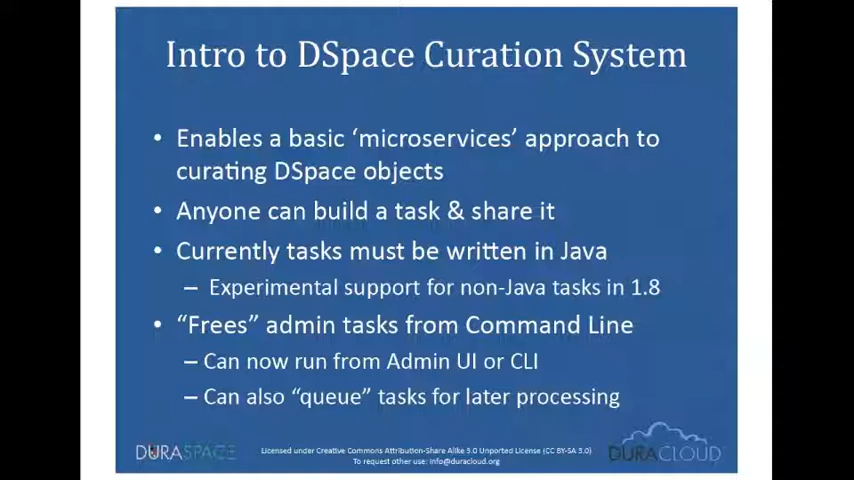 Intro to DSpace Curation System
• Enables a basic ‘microservices’ approach to
curating DSpace objects
• Anyone can build a task & share it
• Currently tasks must be written in Java
– Experimental support for non-Java tasks in 1.8
• “Frees” admin tasks from Command Line
– Can now run from Admin UI or CLI
– Can also “queue” tasks for later processing
DURASPACE
Licensed under Creative Commons Attribution-Share Alike 3.0 Unported License (CC BY-SA 3.0)
To request other use: info@duracloud.org
DURACLOUD